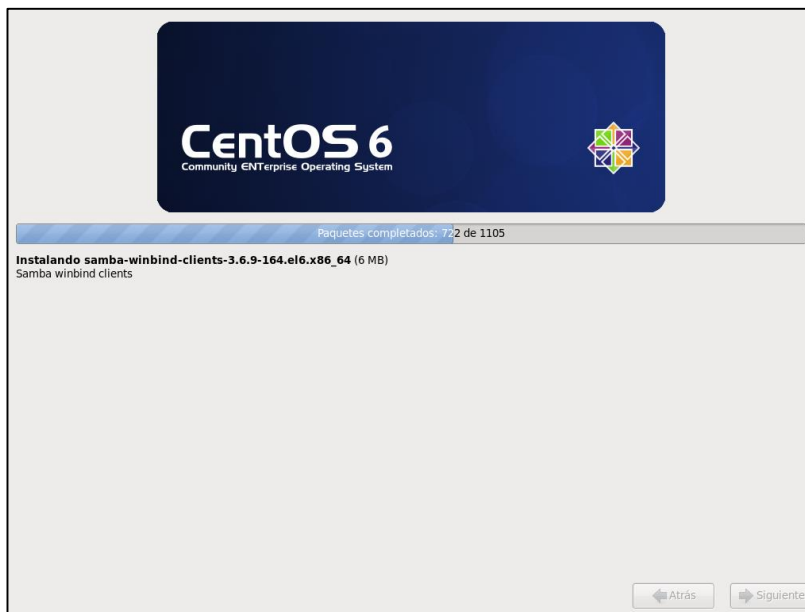 CentOS 6
Community ENTerprise Operating System
Paquetes completados: 722 de 1105
Instalando samba-winbind-clients-3.6.9-164.el6.x86_64 (6 MB)
Samba winbind clients
Atrás
Siguiente